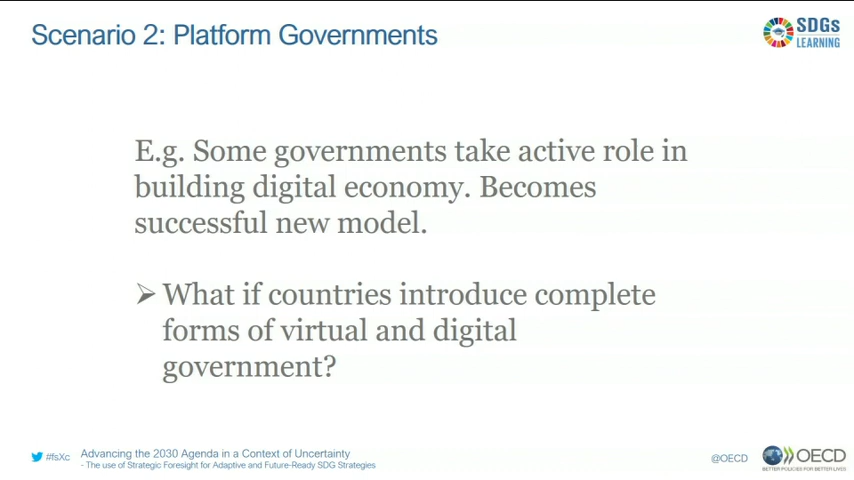 Scenario 2: Platform Governments
SDGs
LEARNING
E.g. Some governments take active role in
building digital economy. Becomes
successful new model.
➢ What if countries introduce complete
forms of virtual and digital
government?
#fsXc
Advancing the 2030 Agenda in a Context of Uncertainty
- The use of Strategic Foresight for Adaptive and Future-Ready SDG Strategies
@OECD
OECD
BETTER POLICIES FOR BETTER LIVES